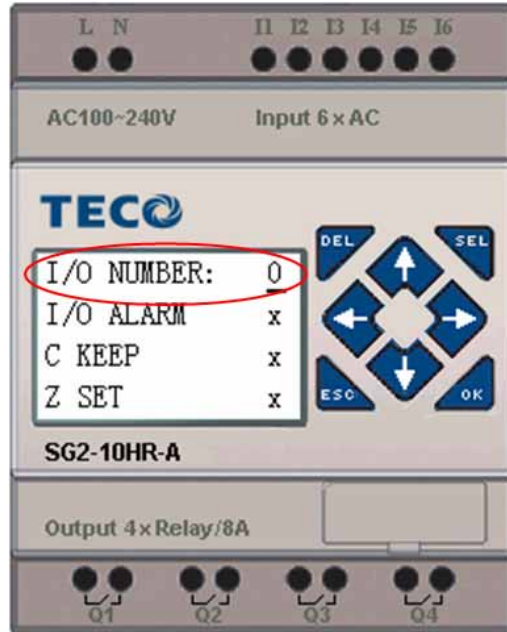 L N I1 I2 I3 I4 I5 I6
AC100~240V Input 6 x AC
TECO
DEL SEL
I/O NUMBER: 0
I/O ALARM x
C KEEP x
Z SET x
ESC OK
SG2-10HR-A
Output 4 x Relay/8A
Q1 Q2 Q3 Q4